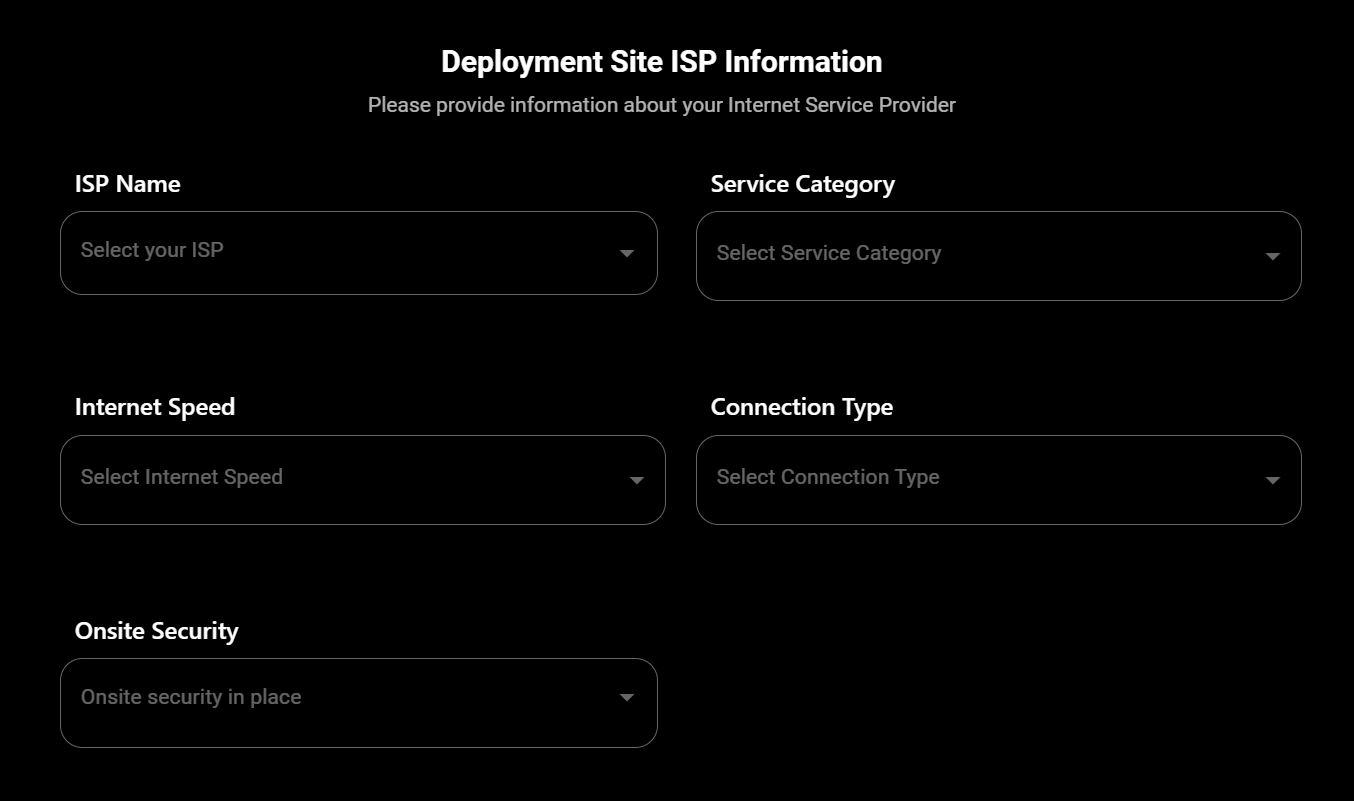 Deployment Site ISP Information
Please provide information about your Internet Service Provider
ISP Name
Service Category
Select your ISP
Select Service Category
Internet Speed
Connection Type
Select Internet Speed
Select Connection Type
Onsite Security
Onsite security in place